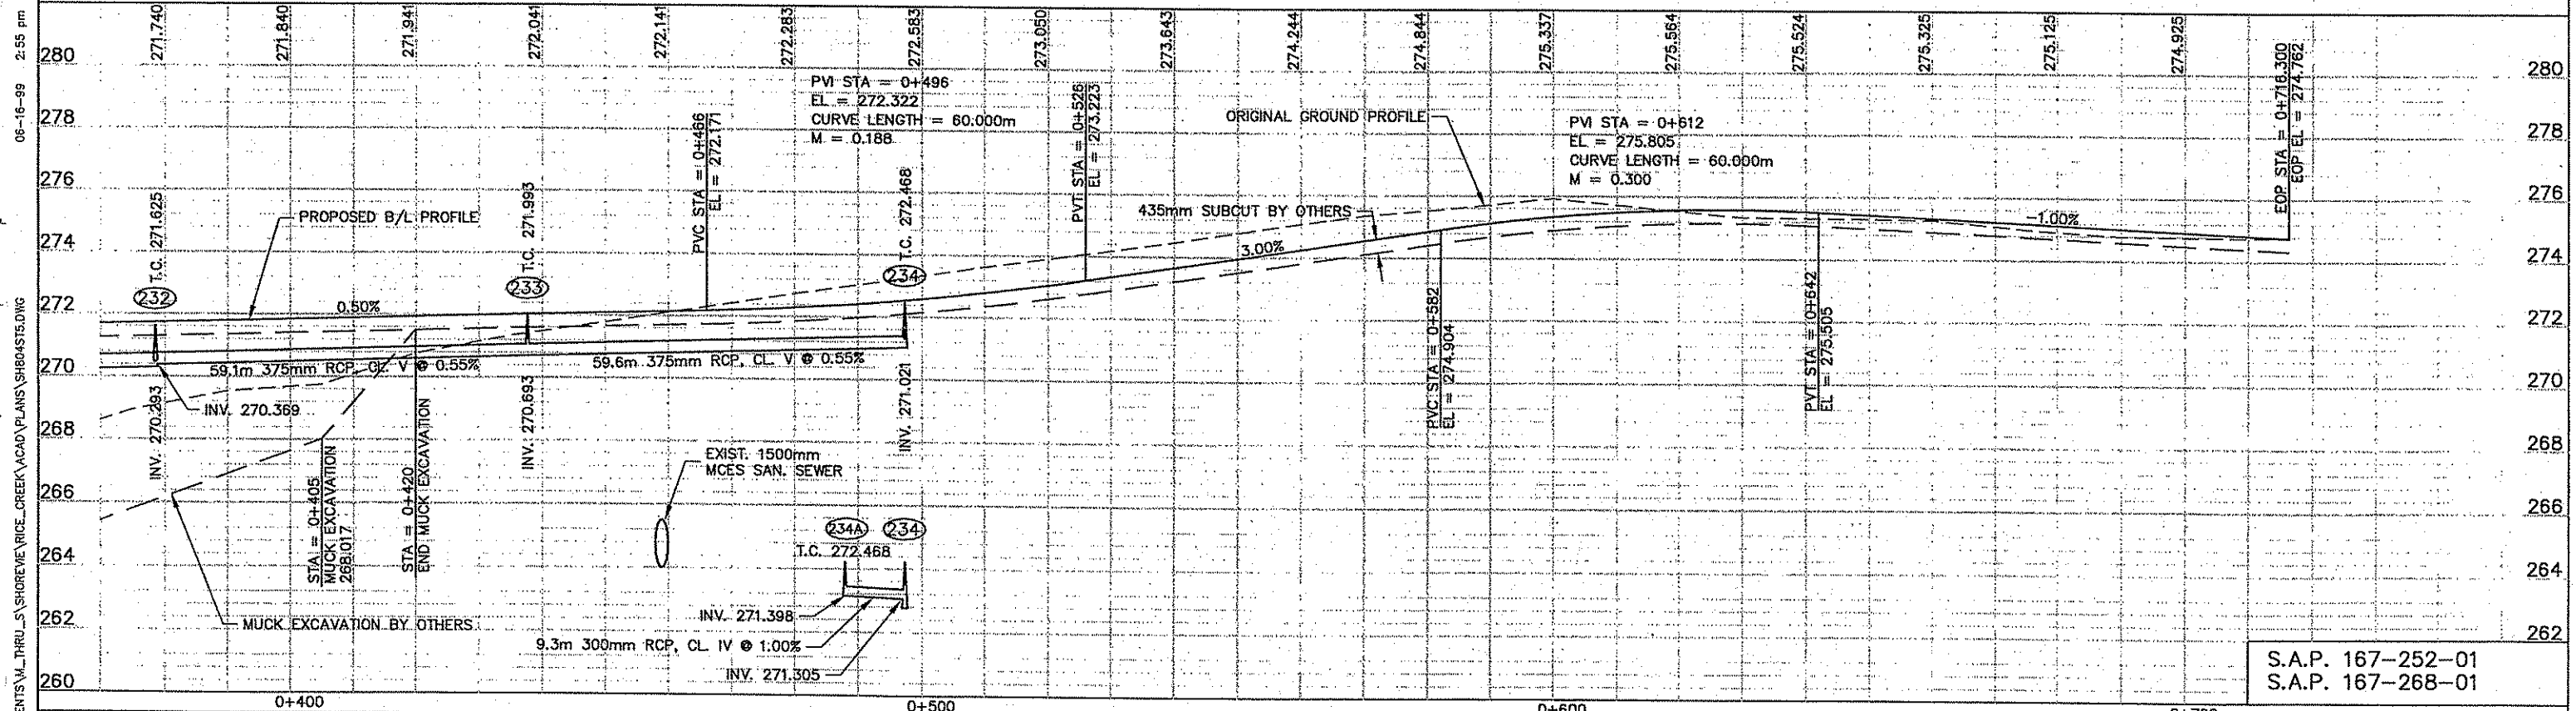 271.740
271.840
271.941
272.041
272.141
272.283
272.583
273.050
273.643
274.244
274.844
275.337
275.564
275.524
275.325
275.125
274.925
06-16-99 2:55 pm
280
278
276
274
272
270
268
266
264
262
260
PVI STA = 0+496
EL = 272.322
CURVE LENGTH = 60.000m
M = 0.188
PVI STA = 0+612
EL = 275.805
CURVE LENGTH = 60.000m
M = 0.300
EOP STA = 0+716.300
EOP EL = 274.762
ORIGINAL GROUND PROFILE
PROPOSED B/L PROFILE
435mm SUBCUT BY OTHERS
T.C. 271.625
232
T.C. 271.993
233
PVC STA = 0+466
EL = 272.171
T.C. 272.468
234
PVT STA = 0+526
EL = 273.223
0.50%
3.00%
-1.00%
59.1m 375mm RCP, CL. V @ 0.55%
59.6m 375mm RCP, CL. V @ 0.55%
INV. 270.369
INV. 270.293
INV. 270.693
INV. 271.021
PVC STA = 0+582
EL = 274.904
PVT STA = 0+642
EL = 275.505
STA = 0+405
MUCK EXCAVATION
268.017
STA = 0+420
END MUCK EXCAVATION
EXIST. 1500mm
MCES SAN. SEWER
234A
234
T.C. 272.468
INV. 271.398
9.3m 300mm RCP, CL. IV @ 1.00%
INV. 271.305
MUCK EXCAVATION BY OTHERS
280
278
276
274
272
270
268
266
264
262
S.A.P. 167-252-01
S.A.P. 167-268-01
0+400
0+500
0+600
ENTS\M_THRU_S\SHOREVIE\RICE_CREEK\ACAD\PLANS\SHB04ST5.DWG